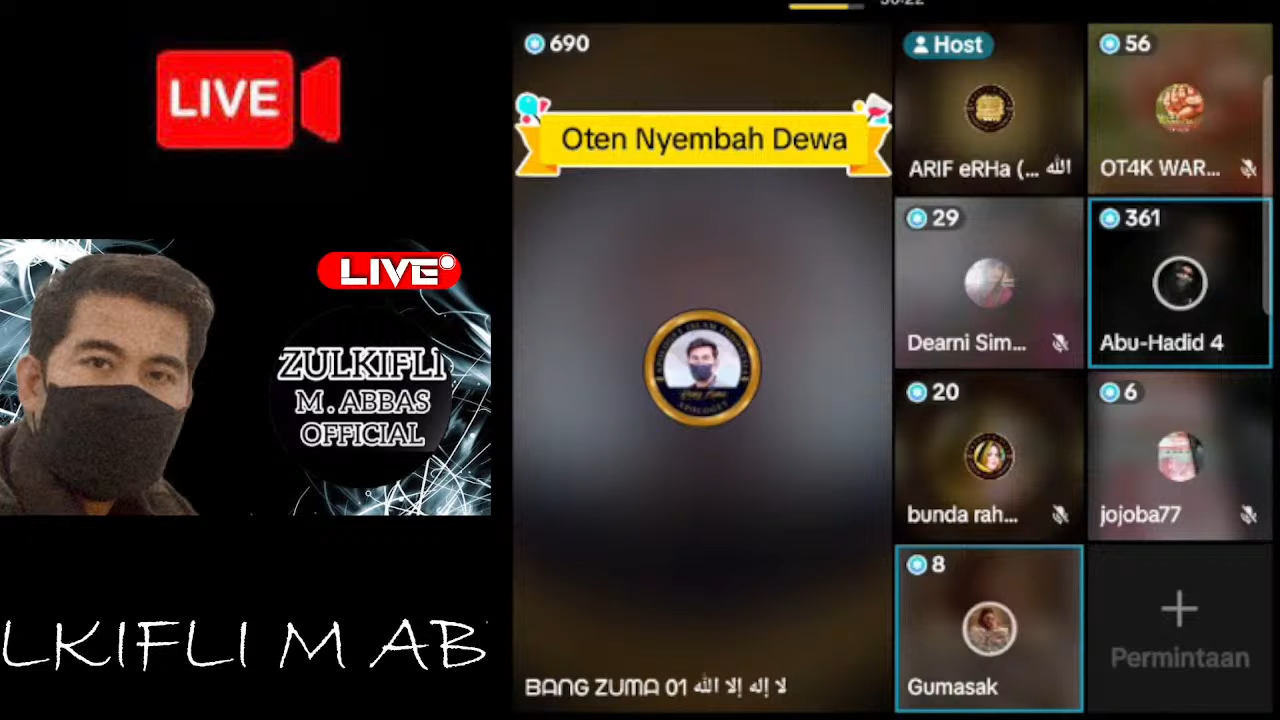 LIVE
LIVE
ZULKIFLI
M. ABBAS
OFFICIAL
LKIFLI M AB
690
Oten Nyembah Dewa
BANG ZUMA 01 لا إله إلا الله
Host
ARIF eRHa (... الله
56
OT4K WAR...
29
Dearni Sim...
361
Abu-Hadid 4
20
bunda rah...
6
jojoba77
8
Gumasak
Permintaan